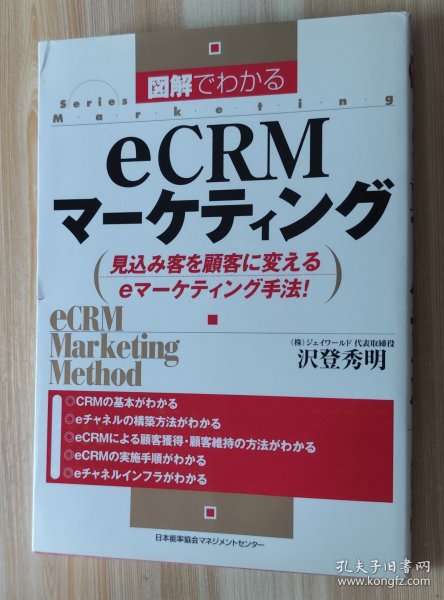 図解でわかる
Series
Marketing
eCRM
マーケティング
(見込み客を顧客に変える
eマーケティング手法!)
eCRM
Marketing
Method
(株)ジェイワールド 代表取締役
沢登秀明
◎CRMの基本がわかる
◎eチャネルの構築方法がわかる
◎eCRMによる顧客獲得・顧客維持の方法がわかる
◎eCRMの実施手順がわかる
◎eチャネルインフラがわかる
日本能率協会マネジメントセンター
孔夫子旧书网
www.kongfz.com